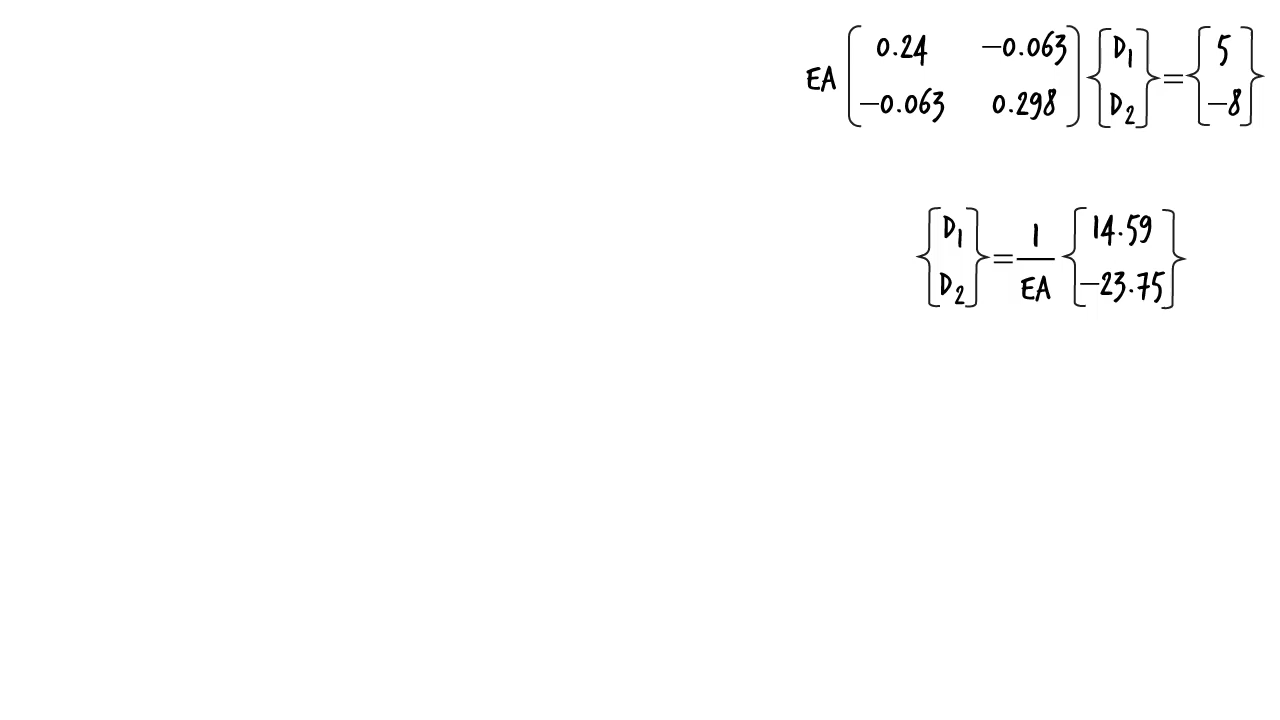 EA [0.24 −0.063 −0.063 0.298] {D1 D2} = {5 −8}
{D1 D2} = 1/EA {14.59 −23.75}